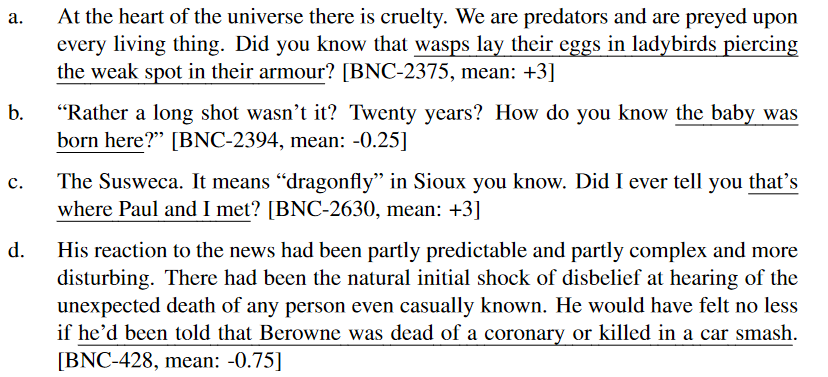 a. At the heart of the universe there is cruelty. We are predators and are preyed upon
every living thing. Did you know that wasps lay their eggs in ladybirds piercing
the weak spot in their armour? [BNC-2375, mean: +3]
b. “Rather a long shot wasn’t it? Twenty years? How do you know the baby was
born here?” [BNC-2394, mean: -0.25]
c. The Susweca. It means “dragonfly” in Sioux you know. Did I ever tell you that’s
where Paul and I met? [BNC-2630, mean: +3]
d. His reaction to the news had been partly predictable and partly complex and more
disturbing. There had been the natural initial shock of disbelief at hearing of the
unexpected death of any person even casually known. He would have felt no less
if he’d been told that Berowne was dead of a coronary or killed in a car smash.
[BNC-428, mean: -0.75]